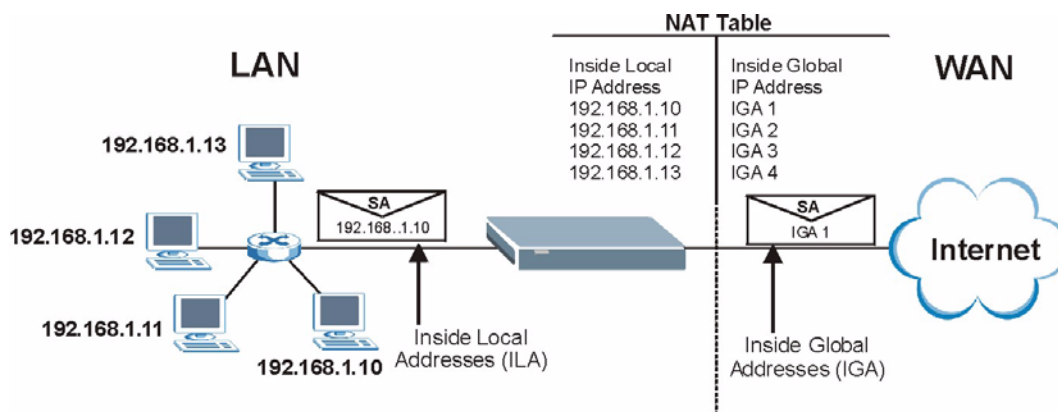 NAT Table
LAN
WAN
Inside Local
IP Address
192.168.1.10
192.168.1.11
192.168.1.12
192.168.1.13
Inside Global
IP Address
IGA 1
IGA 2
IGA 3
IGA 4
192.168.1.13
192.168.1.12
192.168.1.11
192.168.1.10
SA
192.168..1.10
SA
IGA 1
Internet
Inside Local
Addresses (ILA)
Inside Global
Addresses (IGA)